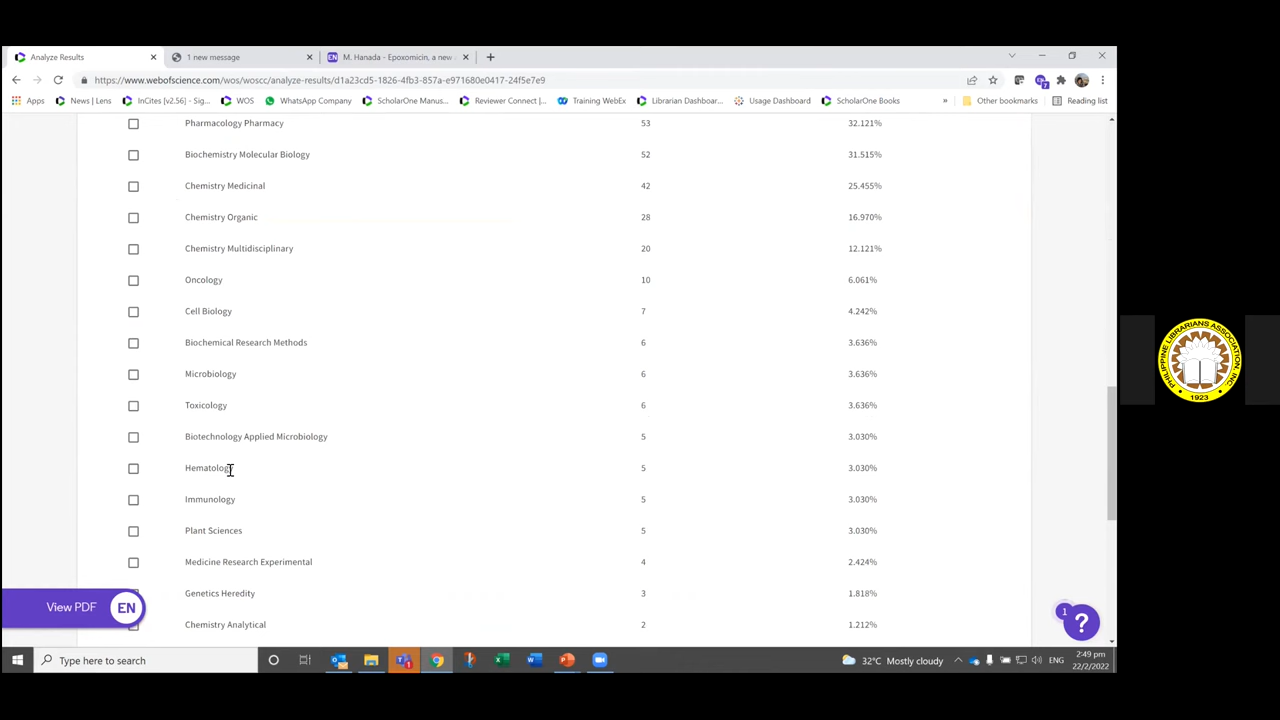 Analyze Results
1 new message
M. Hanada - Epoxomicin, a new
https://www.webofscience.com/wos/woscc/analyze-results/d1a23cd5-1826-4fb3-857a-e971680e0417-24f5e7e9
Apps News | Lens InCites [v2.56] - Sig... WOS WhatsApp Company ScholarOne Manus... Reviewer Connect |... Training WebEx Librarian Dashboar... Usage Dashboard ScholarOne Books » Other bookmarks Reading list
Pharmacology Pharmacy 53 32.121%
Biochemistry Molecular Biology 52 31.515%
Chemistry Medicinal 42 25.455%
Chemistry Organic 28 16.970%
Chemistry Multidisciplinary 20 12.121%
Oncology 10 6.061%
Cell Biology 7 4.242%
Biochemical Research Methods 6 3.636%
Microbiology 6 3.636%
Toxicology 6 3.636%
Biotechnology Applied Microbiology 5 3.030%
Hematology 5 3.030%
Immunology 5 3.030%
Plant Sciences 5 3.030%
Medicine Research Experimental 4 2.424%
Genetics Heredity 3 1.818%
Chemistry Analytical 2 1.212%
View PDF EN
1
?
Type here to search
32°C Mostly cloudy
ENG
2:49 pm
22/2/2022
PHILIPPINE LIBRARIANS ASSOCIATION, INC.
1923